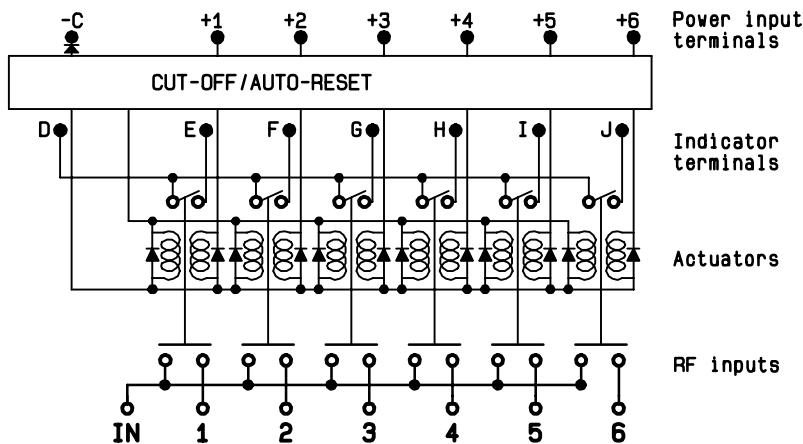 -C +1 +2 +3 +4 +5 +6 Power input
terminals
CUT-OFF/AUTO-RESET
D E F G H I J Indicator
terminals
Actuators
RF inputs
IN 1 2 3 4 5 6